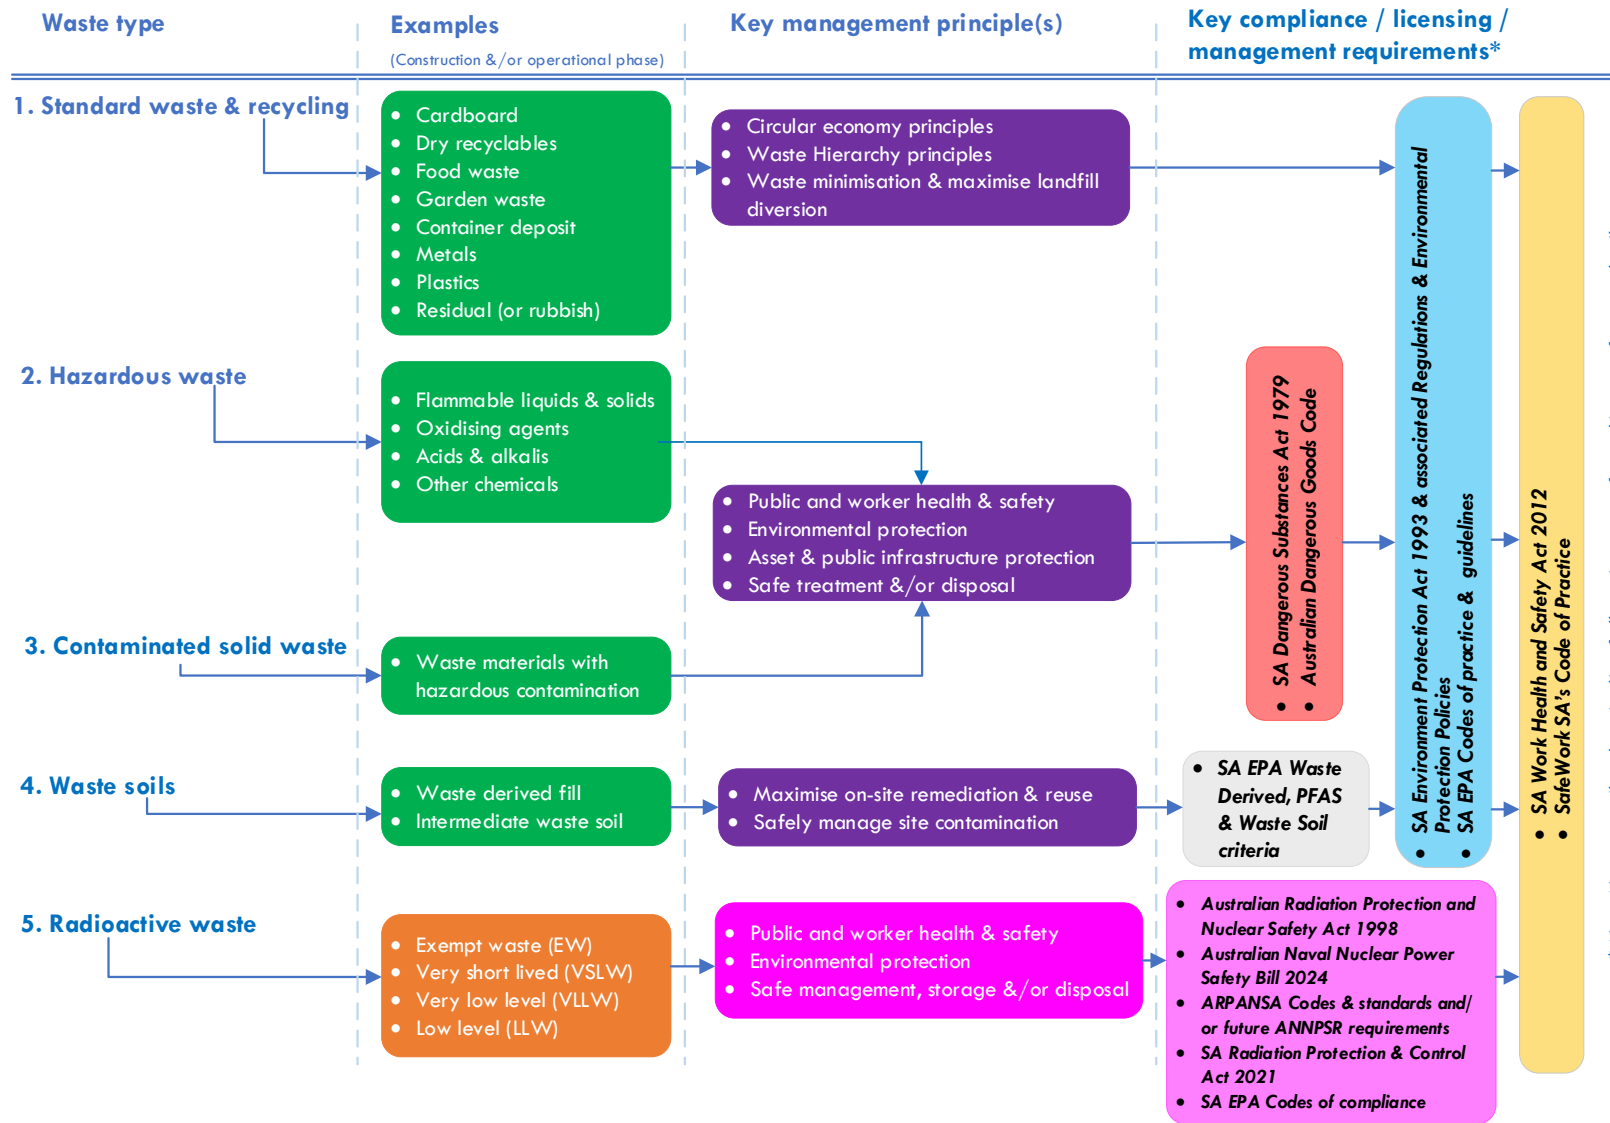 Waste type
Examples
(Construction &/or operational phase)
Key management principle(s)
Key compliance / licensing /
management requirements*
1. Standard waste & recycling
• Cardboard
• Dry recyclables
• Food waste
• Garden waste
• Container deposit
• Metals
• Plastics
• Residual (or rubbish)
• Circular economy principles
• Waste Hierarchy principles
• Waste minimisation & maximise landfill
diversion
2. Hazardous waste
• Flammable liquids & solids
• Oxidising agents
• Acids & alkalis
• Other chemicals
• Public and worker health & safety
• Environmental protection
• Asset & public infrastructure protection
• Safe treatment &/or disposal
3. Contaminated solid waste
• Waste materials with
hazardous contamination
• SA Dangerous Substances Act 1979
• Australian Dangerous Goods Code
4. Waste soils
• Waste derived fill
• Intermediate waste soil
• Maximise on-site remediation & reuse
• Safely manage site contamination
• SA EPA Waste
Derived, PFAS
& Waste Soil
criteria
• SA Environment Protection Act 1993 & associated Regulations & Environmental
Protection Policies
• SA EPA Codes of practice & guidelines
• SA Work Health and Safety Act 2012
• SafeWork SA's Code of Practice
5. Radioactive waste
• Exempt waste (EW)
• Very short lived (VSLW)
• Very low level (VLLW)
• Low level (LLW)
• Public and worker health & safety
• Environmental protection
• Safe management, storage &/or disposal
• Australian Radiation Protection and
Nuclear Safety Act 1998
• Australian Naval Nuclear Power
Safety Bill 2024
• ARPANSA Codes & standards and/
or future ANNPSR requirements
• SA Radiation Protection & Control
Act 2021
• SA EPA Codes of compliance